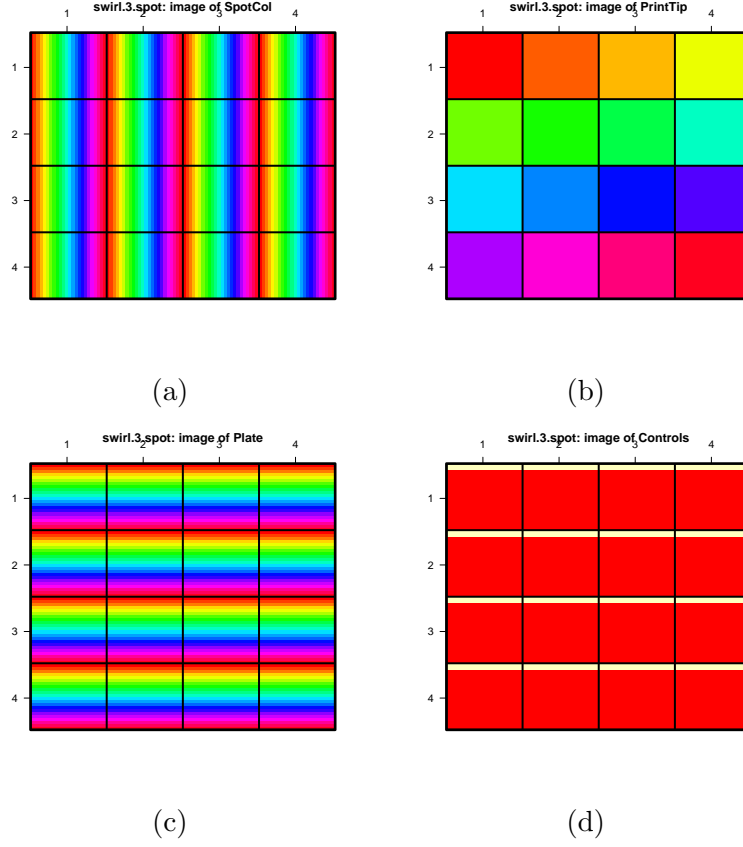 swirl.3.spot: image of SpotCol
1 2 3 4
1
2
3
4
(a)
swirl.3.spot: image of PrintTip
1 2 3 4
1
2
3
4
(b)
swirl.3.spot: image of Plate
1 2 3 4
1
2
3
4
(c)
swirl.3.spot: image of Controls
1 2 3 4
1
2
3
4
(d)